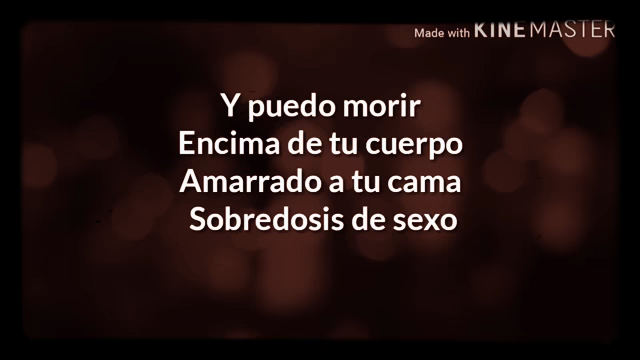 Made with KINEMASTER
Y puedo morir
Encima de tu cuerpo
Amarrado a tu cama
Sobredosis de sexo